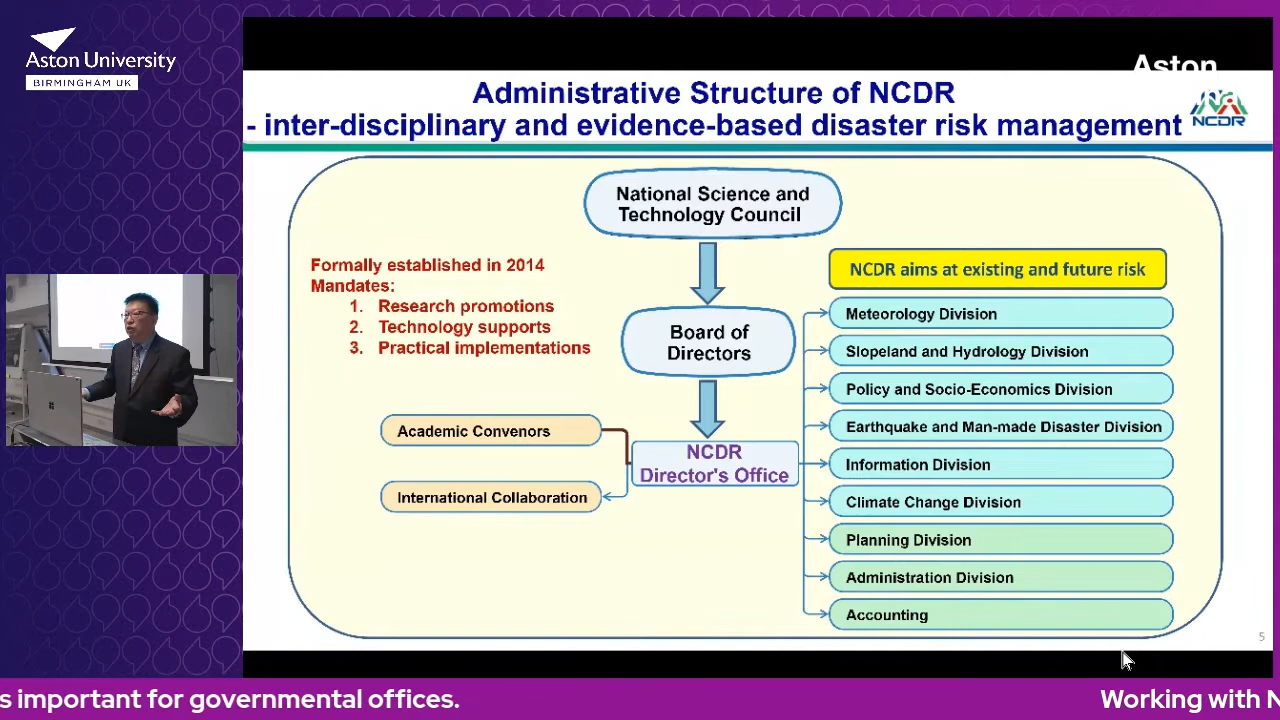 Aston University
BIRMINGHAM UK
Aston
Administrative Structure of NCDR
- inter-disciplinary and evidence-based disaster risk management
NCDR
National Science and
Technology Council
Formally established in 2014
Mandates:
1. Research promotions
2. Technology supports
3. Practical implementations
Board of
Directors
Academic Convenors
International Collaboration
NCDR
Director's Office
NCDR aims at existing and future risk
Meteorology Division
Slopeland and Hydrology Division
Policy and Socio-Economics Division
Earthquake and Man-made Disaster Division
Information Division
Climate Change Division
Planning Division
Administration Division
Accounting
5
s important for governmental offices.
Working with N